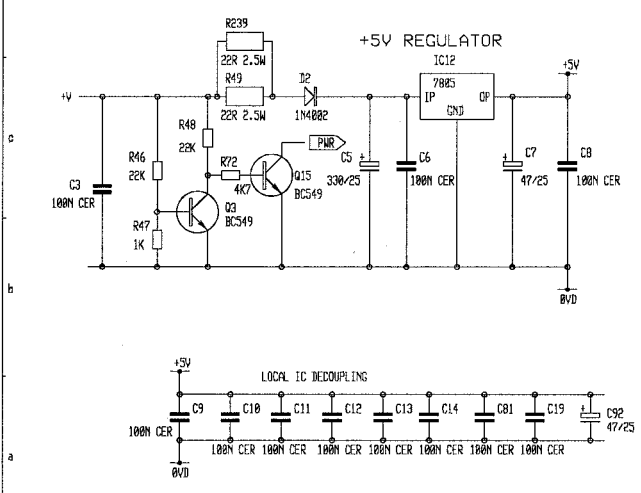 R239
+5V REGULATOR
22R 2.5W
IC12
+5V
R49
D2
7805
+V
IP
OP
GND
22R 2.5W
1N4002
c
R48
22K
PWR
R46
22K
R72
C5
C6
C7
C8
C3
4K7
Q15
330/25
100N CER
47/25
100N CER
100N CER
BC549
Q3
BC549
R47
1K
b
0VD
+5V
LOCAL IC DECOUPLING
C9
C10
C11
C12
C13
C14
C81
C19
C92
100N CER
47/25
100N CER
100N CER
100N CER
100N CER
100N CER
100N CER
100N CER
a
0VD